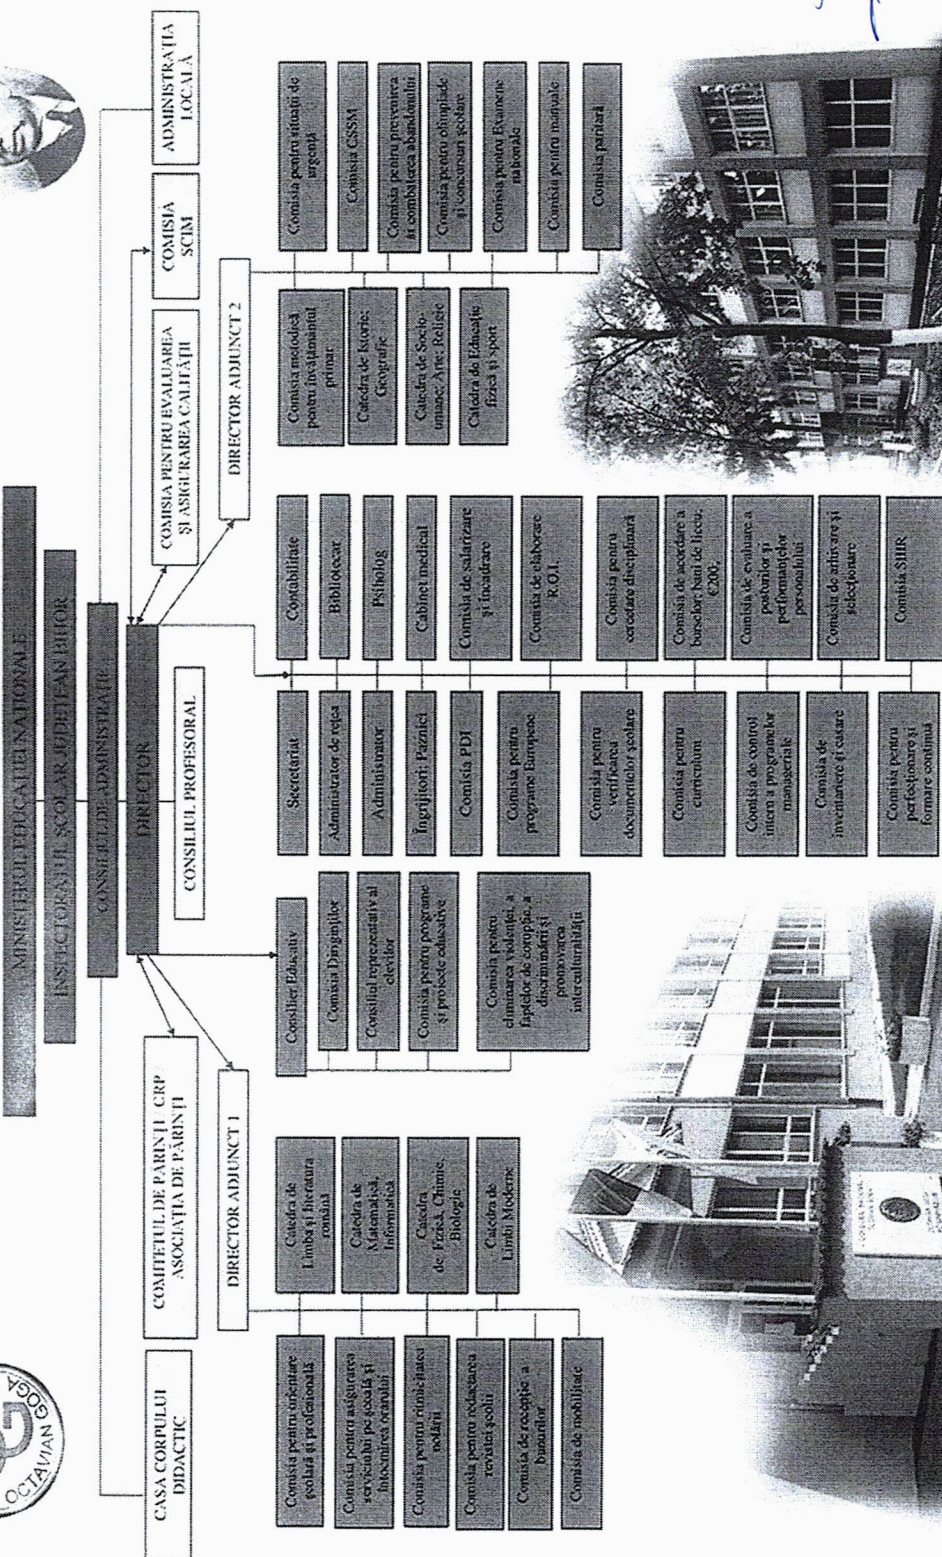 OCTAVIAN GOGA
MINISTERUL EDUCAȚIEI NAȚIONALE
INSPECTORATUL ȘCOLAR JUDEȚEAN BIHOR
CONSILIUL DE ADMINISTRAȚIE
DIRECTOR
CONSILIUL PROFESORAL
CASA CORPULUI
DIDACTIC
COMITETUL DE PĂRINȚI / CRP
ASOCIAȚIA DE PĂRINȚI
COMISIA PENTRU EVALUAREA
ȘI ASIGURAREA CALITĂȚII
COMISIA
SCIM
ADMINISTRAȚIA
LOCALĂ
DIRECTOR ADJUNCT 1
Comisia pentru orientare
școlară și profesională
Comisia pentru asigurarea
serviciului pe școală și
întocmirea orarului
Comisia pentru ritmicitatea
notării
Comisia pentru redactarea
revistei școlii
Comisia de recepție a
bunurilor
Comisia de mobilitate
Catedra de
Limba și literatura
română
Catedra de
Matematică,
Informatică
Catedra
de Fizică, Chimie,
Biologie
Catedra de
Limbi Moderne
Consilier Educativ
Comisia Diriginților
Consiliul reprezentativ al
elevilor
Comisia pentru programe
și proiecte educative
Comisia pentru
eliminarea violenței, a
faptelor de corupție, a
discriminării și
promovarea
interculturalității
Secretariat
Administrator de rețea
Administrator
Îngrijitori Paznici
Comisia PDI
Comisia pentru
programe Europene
Comisia pentru
verificarea
documentelor școlare
Comisia pentru
curriculum
Comisia de control
intern a programelor
manageriale
Comisia de
inventariere și casare
Comisia pentru
perfecționare și
formare continuă
Contabilitate
Bibliotecar
Psiholog
Cabinet medical
Comisia de salarizare
și încadrare
Comisia de elaborare
R.O.I.
Comisia pentru
cercetare disciplinară
Comisia de acordare a
burselor, bani de liceu,
€200,
Comisia de evaluare a
posturilor și
performanțelor
personalului
Comisia de arhivare și
selecționare
Comisia SIIIR
DIRECTOR ADJUNCT 2
Comisia metodică
pentru învățământul
primar
Catedra de Istorie;
Geografie
Catedra de Socio-
umane; Arte; Religie
Catedra de Educație
fizică și sport
Comisia pentru situații de
urgență
Comisia CSSM
Comisia pentru prevenirea
și combaterea abandonului
Comisia pentru olimpiade
și concursuri școlare
Comisia pentru Examene
naționale
Comisia pentru manuale
Comisia paritară